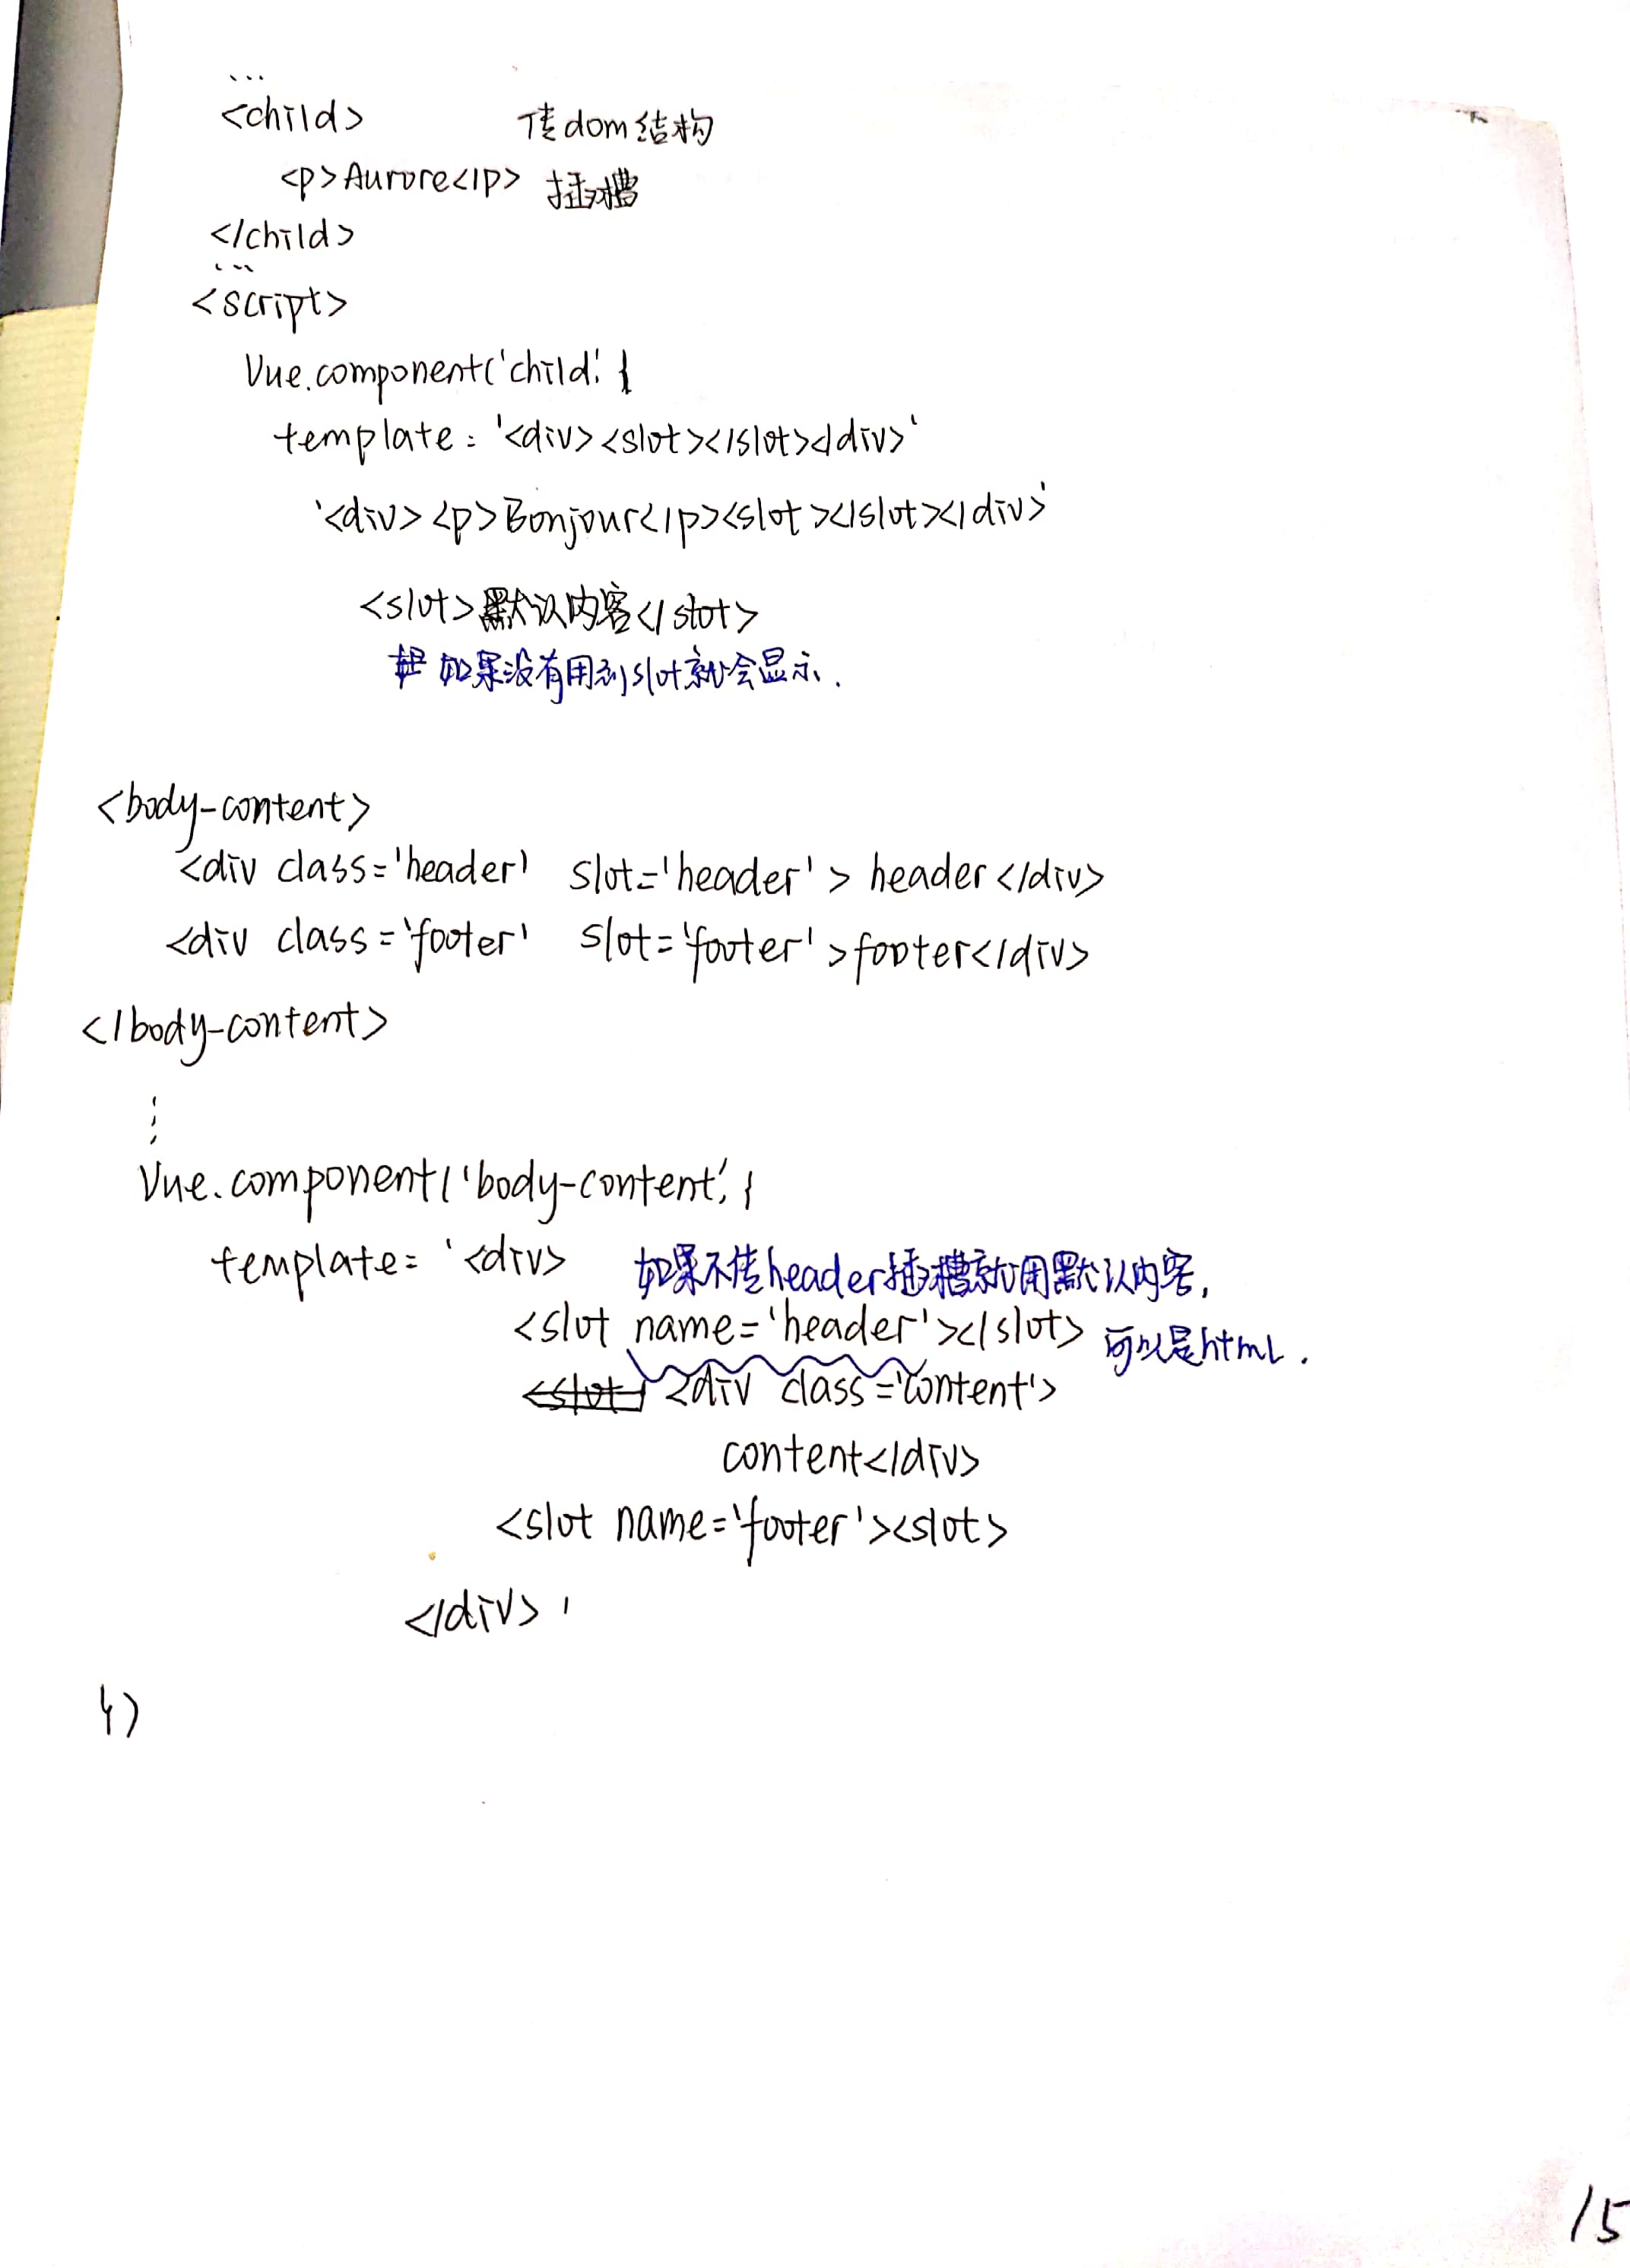 ...
<child> 传dom结构
<p>Aurore</p> 插槽
</child>
...
<script>
Vue.component('child', {
template: '<div><slot></slot></div>'
'<div><p>Bonjour</p><slot></slot></div>'
<slot>默认内容</slot>
如果没有用到slot就会显示.
<body-content>
<div class='header' slot='header'> header</div>
<div class='footer' slot='footer'>footer</div>
</body-content>
⋮
Vue.component('body-content', {
template: '<div> 如果不传header插槽就用默认内容,
<slot name='header'></slot> 可以是html.
<slot <div class='content'>
content</div>
<slot name='footer'><slot>
</div> '
})
15